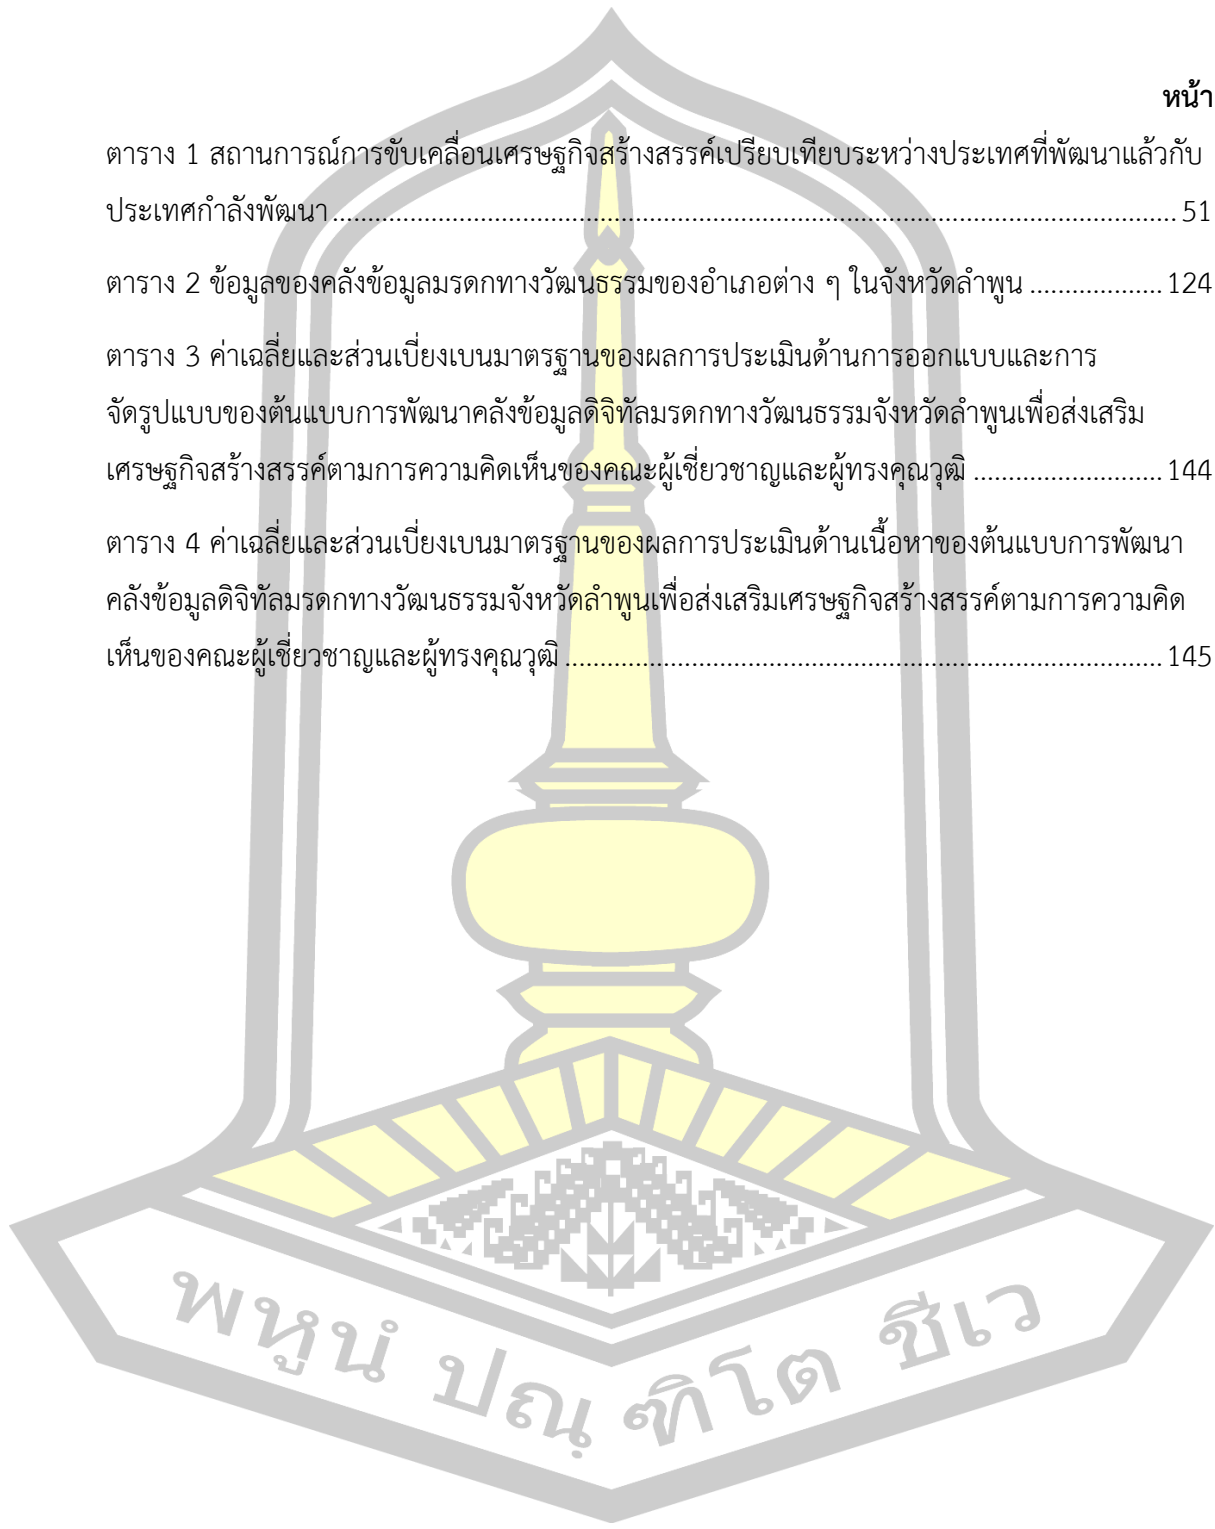 หน้า
ตาราง 1 สถานการณ์การขับเคลื่อนเศรษฐกิจสร้างสรรค์เปรียบเทียบระหว่างประเทศที่พัฒนาแล้วกับ
ประเทศกำลังพัฒนา ........................................................................................................................ 51
ตาราง 2 ข้อมูลของคลังข้อมูลมรดกทางวัฒนธรรมของอำเภอต่าง ๆ ในจังหวัดลำพูน ................... 124
ตาราง 3 ค่าเฉลี่ยและส่วนเบี่ยงเบนมาตรฐานของผลการประเมินด้านการออกแบบและการ
จัดรูปแบบของต้นแบบการพัฒนาคลังข้อมูลดิจิทัลมรดกทางวัฒนธรรมจังหวัดลำพูนเพื่อส่งเสริม
เศรษฐกิจสร้างสรรค์ตามการความคิดเห็นของคณะผู้เชี่ยวชาญและผู้ทรงคุณวุฒิ ........................... 144
ตาราง 4 ค่าเฉลี่ยและส่วนเบี่ยงเบนมาตรฐานของผลการประเมินด้านเนื้อหาของต้นแบบการพัฒนา
คลังข้อมูลดิจิทัลมรดกทางวัฒนธรรมจังหวัดลำพูนเพื่อส่งเสริมเศรษฐกิจสร้างสรรค์ตามการความคิด
เห็นของคณะผู้เชี่ยวชาญและผู้ทรงคุณวุฒิ ..................................................................................... 145
พหูนํ ปณฺฑิโต ชีเว